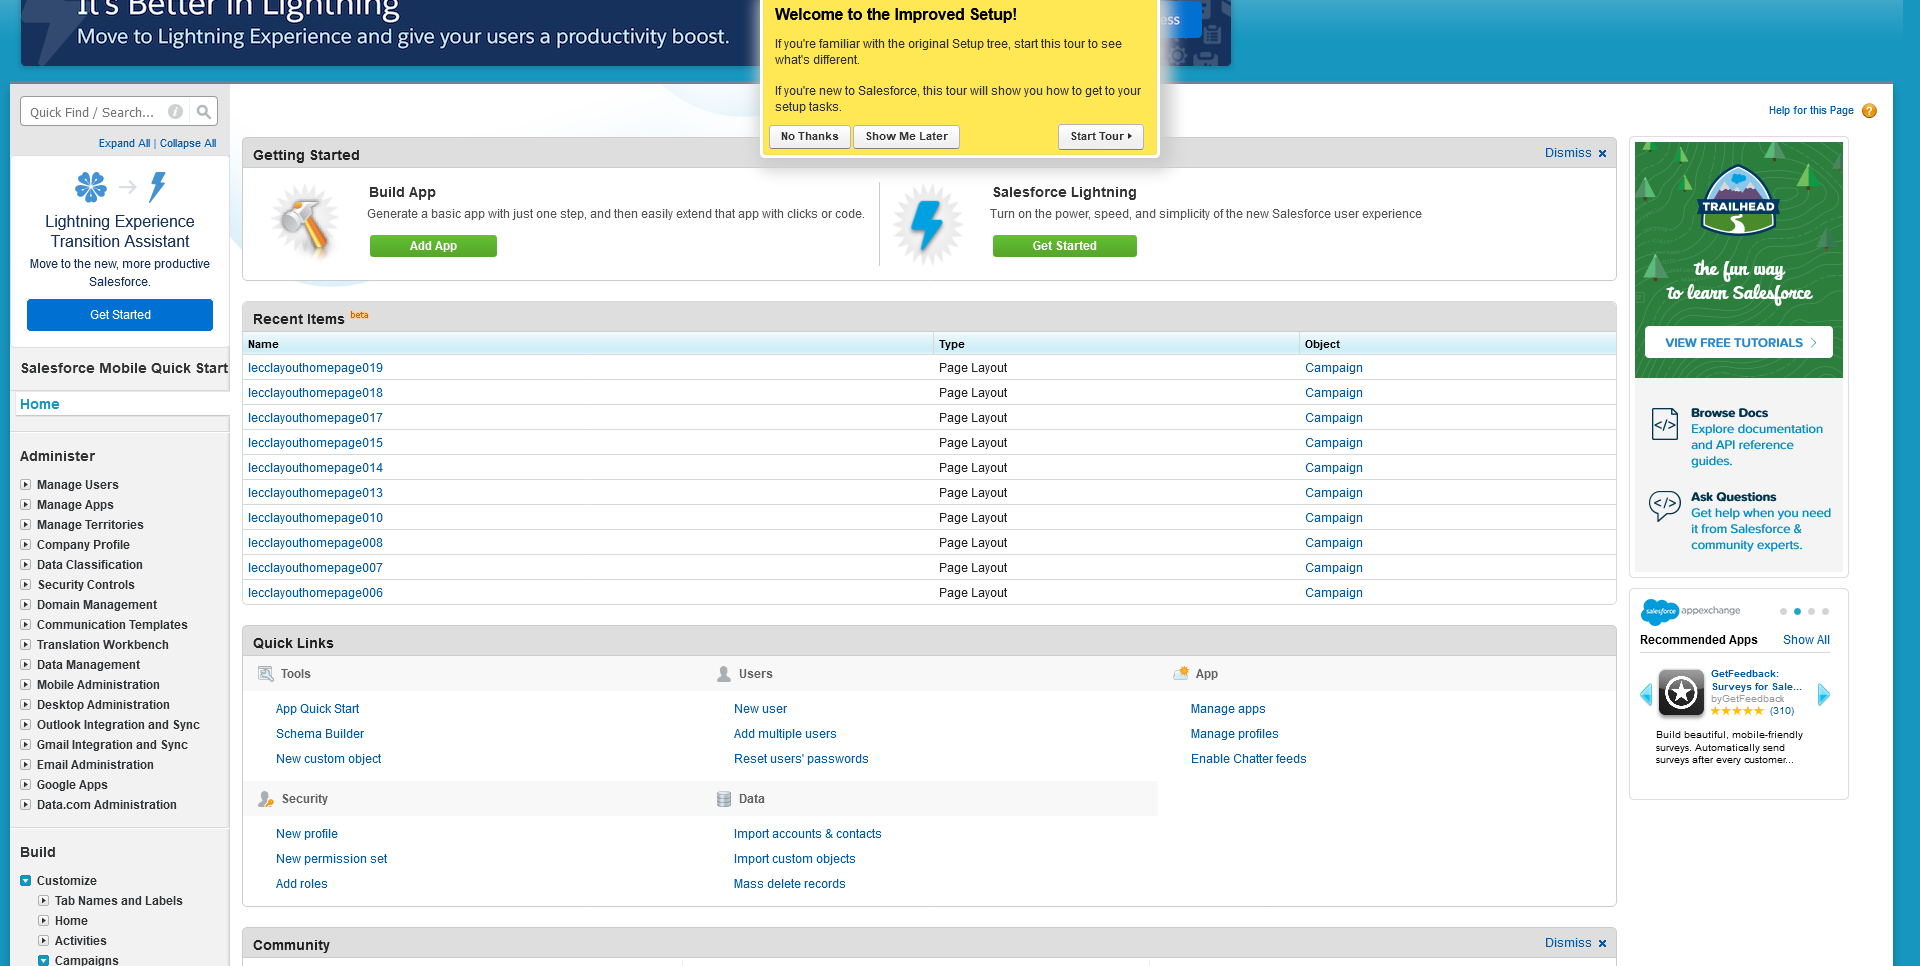 It's Better in Lightning
Move to Lightning Experience and give your users a productivity boost.
ess
Welcome to the Improved Setup!
If you're familiar with the original Setup tree, start this tour to see
what's different.
If you're new to Salesforce, this tour will show you how to get to your
setup tasks.
No Thanks
Show Me Later
Start Tour
Quick Find / Search...
Expand All | Collapse All
Lightning Experience
Transition Assistant
Move to the new, more productive
Salesforce.
Get Started
Salesforce Mobile Quick Start
Home
Administer
Manage Users
Manage Apps
Manage Territories
Company Profile
Data Classification
Security Controls
Domain Management
Communication Templates
Translation Workbench
Data Management
Mobile Administration
Desktop Administration
Outlook Integration and Sync
Gmail Integration and Sync
Email Administration
Google Apps
Data.com Administration
Build
Customize
Tab Names and Labels
Home
Activities
Campaigns
Help for this Page ?
Getting Started
Dismiss
Build App
Generate a basic app with just one step, and then easily extend that app with clicks or code.
Add App
Salesforce Lightning
Turn on the power, speed, and simplicity of the new Salesforce user experience
Get Started
Recent Items beta
Name Type Object
lecclayouthomepage019 Page Layout Campaign
lecclayouthomepage018 Page Layout Campaign
lecclayouthomepage017 Page Layout Campaign
lecclayouthomepage015 Page Layout Campaign
lecclayouthomepage014 Page Layout Campaign
lecclayouthomepage013 Page Layout Campaign
lecclayouthomepage010 Page Layout Campaign
lecclayouthomepage008 Page Layout Campaign
lecclayouthomepage007 Page Layout Campaign
lecclayouthomepage006 Page Layout Campaign
Quick Links
Tools
App Quick Start
Schema Builder
New custom object
Users
New user
Add multiple users
Reset users' passwords
App
Manage apps
Manage profiles
Enable Chatter feeds
Security
New profile
New permission set
Add roles
Data
Import accounts & contacts
Import custom objects
Mass delete records
Community
Dismiss
TRAILHEAD
the fun way
to learn Salesforce
VIEW FREE TUTORIALS
Browse Docs
Explore documentation
and API reference
guides.
Ask Questions
Get help when you need
it from Salesforce &
community experts.
salesforce appexchange
Recommended Apps
Show All
GetFeedback:
Surveys for Sale...
byGetFeedback
(310)
Build beautiful, mobile-friendly
surveys. Automatically send
surveys after every customer...